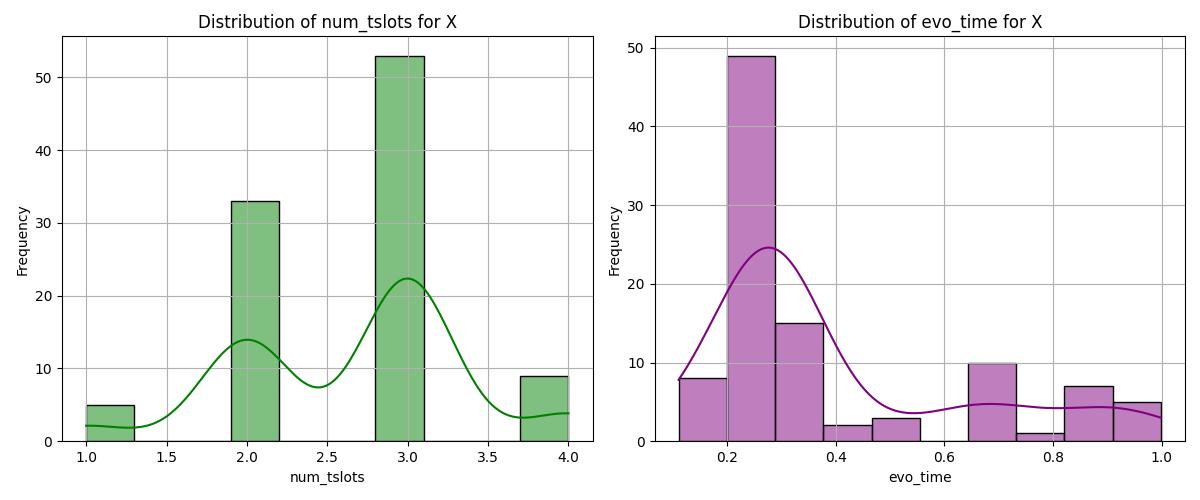 Distribution of num_tslots for X
Frequency
50
40
30
20
10
0
1.0 1.5 2.0 2.5 3.0 3.5 4.0
num_tslots
Distribution of evo_time for X
Frequency
50
40
30
20
10
0
0.2 0.4 0.6 0.8 1.0
evo_time